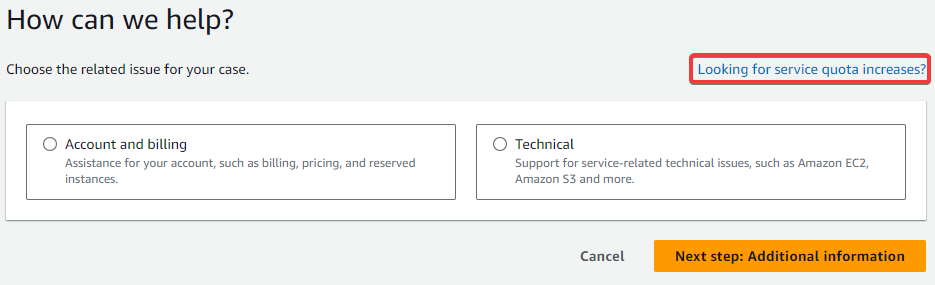 How can we help?
Choose the related issue for your case.
Looking for service quota increases?
Account and billing
Assistance for your account, such as billing, pricing, and reserved
instances.
Technical
Support for service-related technical issues, such as Amazon EC2,
Amazon S3 and more.
Cancel
Next step: Additional information